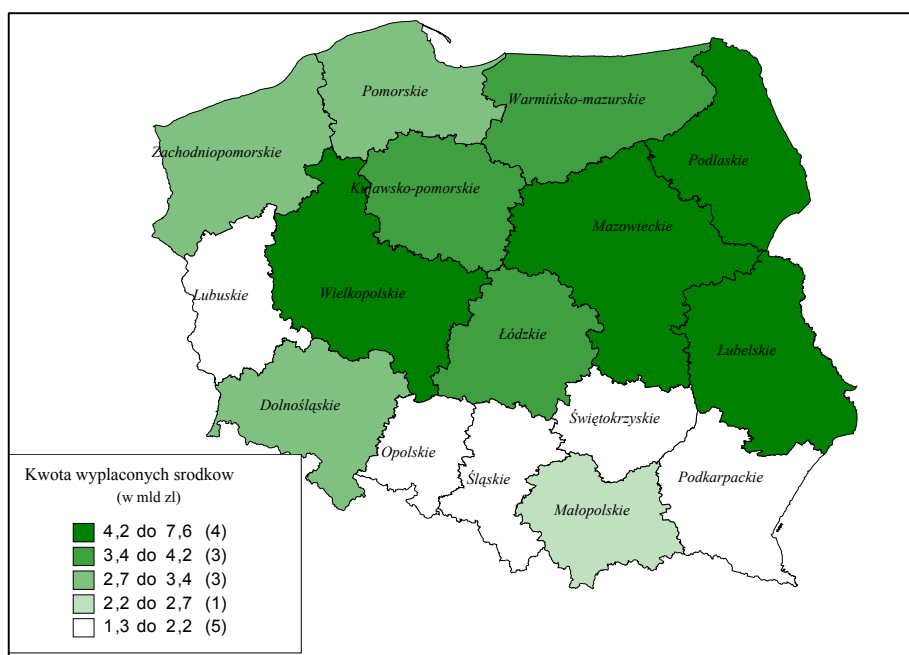 Pomorskie
Warmińsko-mazurskie
Zachodniopomorskie
Podlaskie
Kujawsko-pomorskie
Mazowieckie
Lubuskie
Wielkopolskie
Łódzkie
Lubelskie
Dolnośląskie
Świętokrzyskie
Opolskie
Śląskie
Podkarpackie
Małopolskie
Kwota wyplaconych srodkow
(w mld zl)
4,2 do 7,6 (4)
3,4 do 4,2 (3)
2,7 do 3,4 (3)
2,2 do 2,7 (1)
1,3 do 2,2 (5)